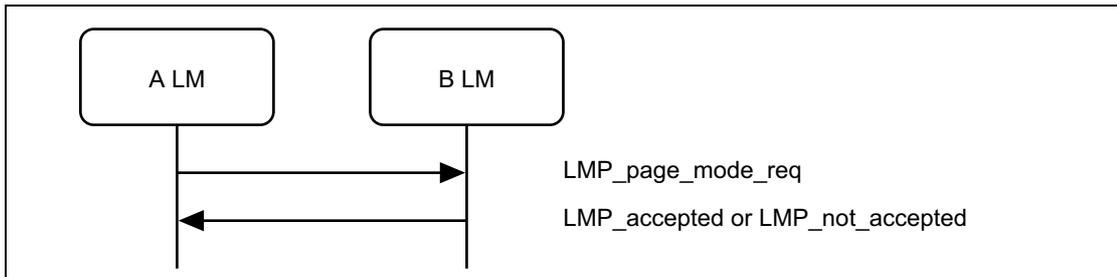 A LM
B LM
LMP_page_mode_req
LMP_accepted or LMP_not_accepted